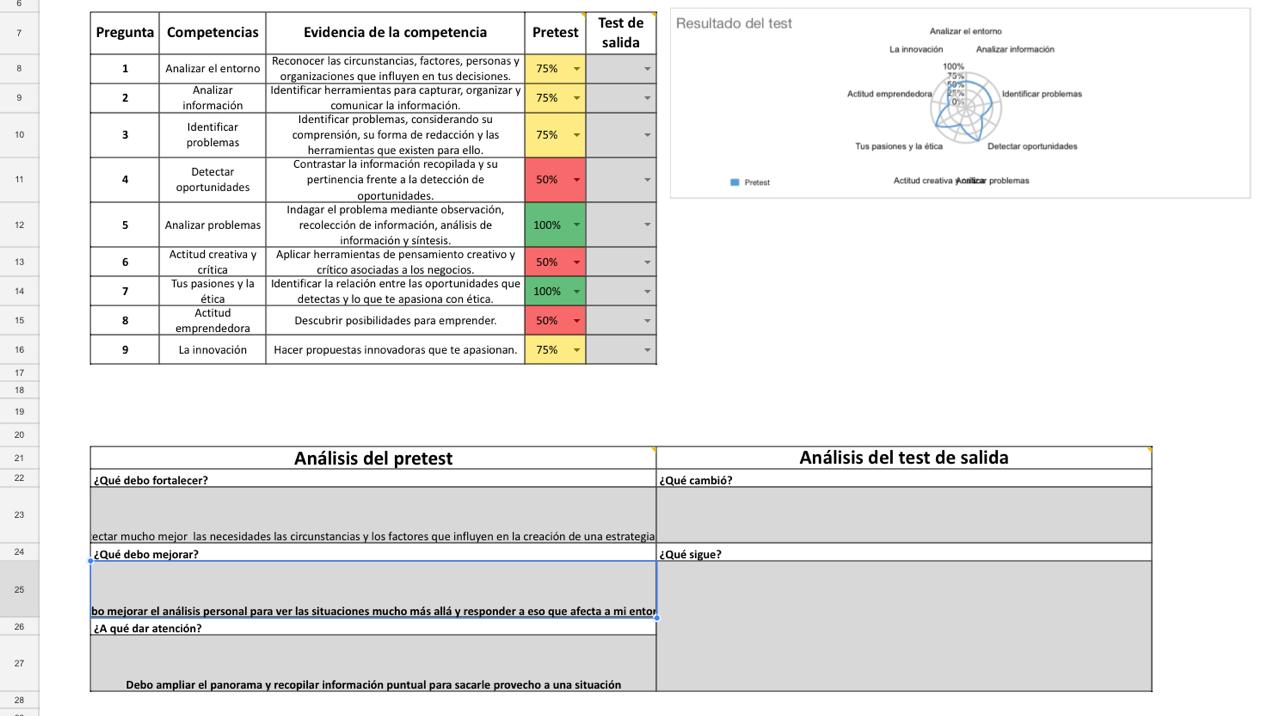 6
7
Pregunta Competencias Evidencia de la competencia Pretest Test de
salida
8
1 Analizar el entorno Reconocer las circunstancias, factores, personas y
organizaciones que influyen en tus decisiones. 75%
9
2 Analizar
información Identificar herramientas para capturar, organizar y
comunicar la información. 75%
10
3 Identificar
problemas Identificar problemas, considerando su
comprensión, su forma de redacción y las
herramientas que existen para ello. 75%
11
4 Detectar
oportunidades Contrastar la información recopilada y su
pertinencia frente a la detección de
oportunidades. 50%
12
5 Analizar problemas Indagar el problema mediante observación,
recolección de información, análisis de
información y síntesis. 100%
13
6 Actitud creativa y
crítica Aplicar herramientas de pensamiento creativo y
crítico asociadas a los negocios. 50%
14
7 Tus pasiones y la
ética Identificar la relación entre las oportunidades que
detectas y lo que te apasiona con ética. 100%
15
8 Actitud
emprendedora Descubrir posibilidades para emprender. 50%
16
9 La innovación Hacer propuestas innovadoras que te apasionan. 75%
Resultado del test
Analizar el entorno
La innovación Analizar información
100%
75%
50%
25%
0%
Actitud emprendedora Identificar problemas
Tus pasiones y la ética Detectar oportunidades
Actitud creativa y crítica Analizar problemas
Pretest
17
18
19
20
21
Análisis del pretest Análisis del test de salida
22
¿Qué debo fortalecer? ¿Qué cambió?
23
ectar mucho mejor las necesidades las circunstancias y los factores que influyen en la creación de una estrategia
24
¿Qué debo mejorar? ¿Qué sigue?
25
bo mejorar el análisis personal para ver las situaciones mucho más allá y responder a eso que afecta a mi entor
26
¿A qué dar atención?
27
Debo ampliar el panorama y recopilar información puntual para sacarle provecho a una situación
28